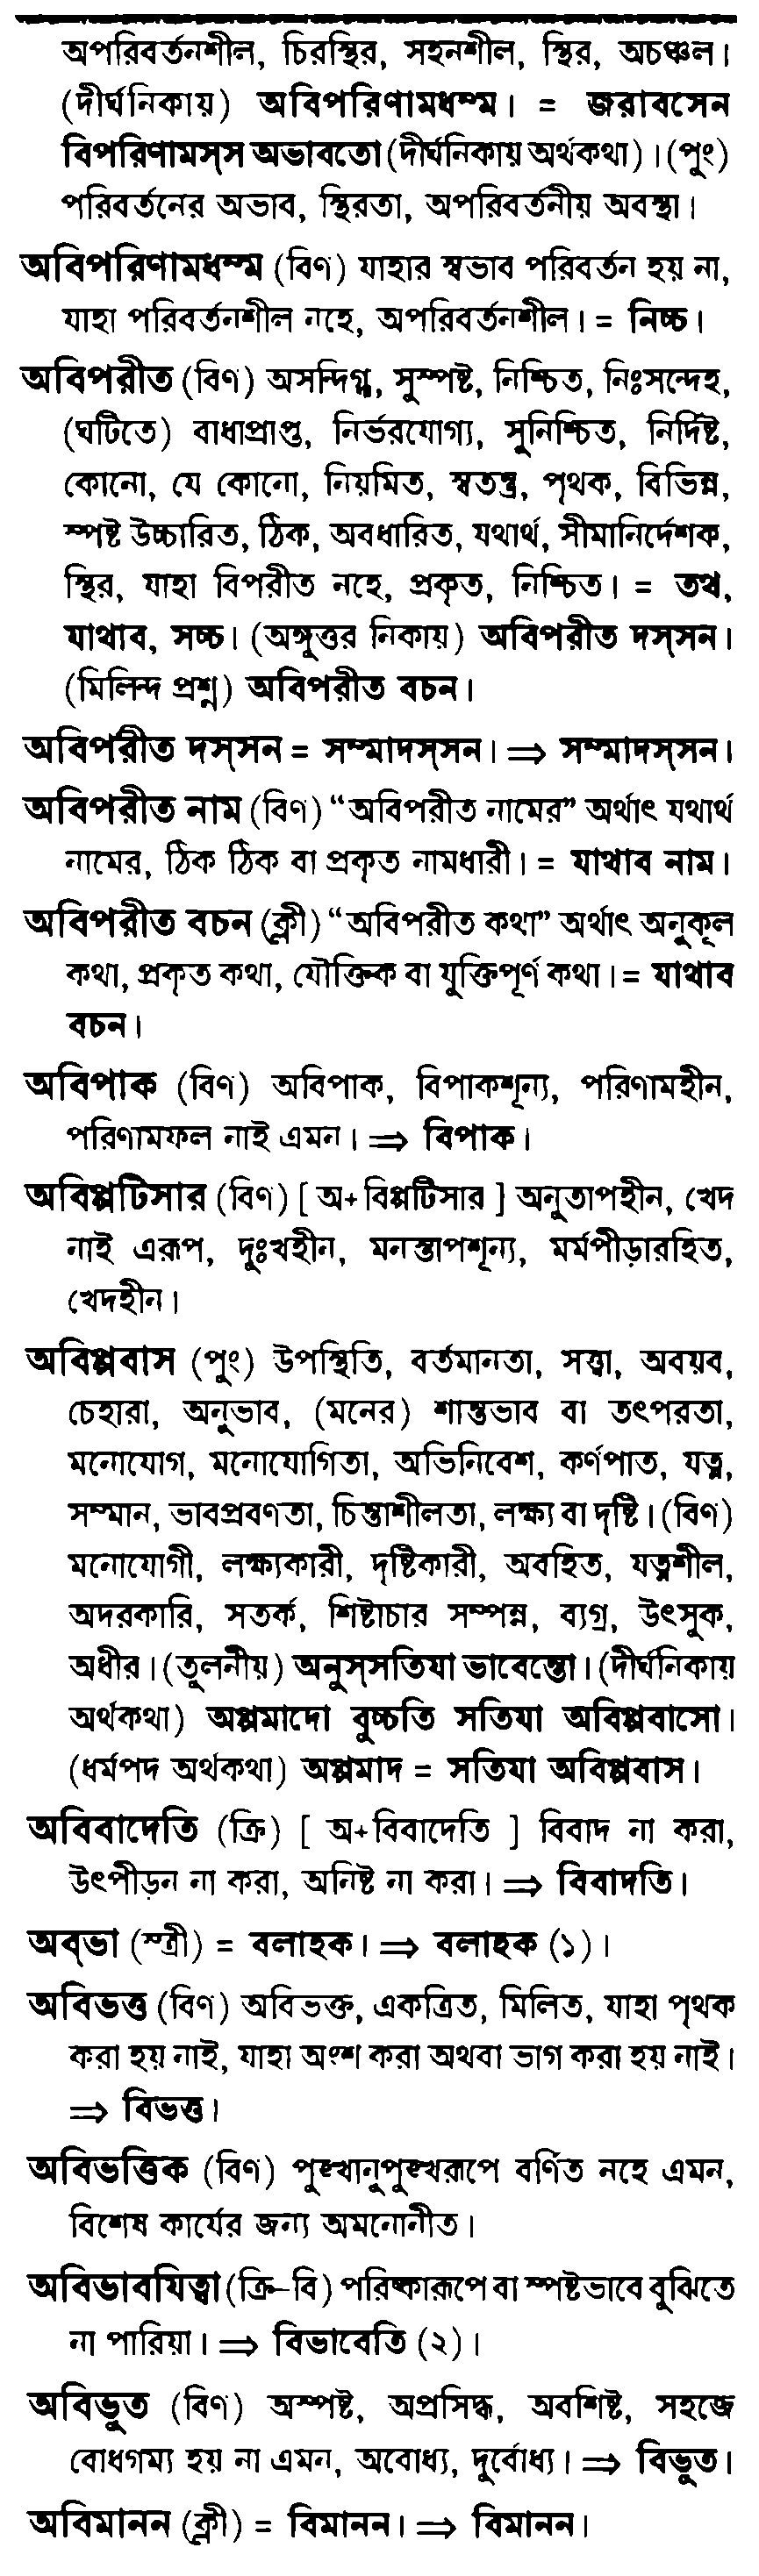 অপরিবর্তনশীল, চিরস্থির, সহনশীল, স্থির, অচঞ্চল।
(দীর্ঘনিকায়) অবিপরিণামধম্ম। = জরাবসেন
বিপরিণামস্‌স অভাবতো (দীর্ঘনিকায় অর্থকথা)। (পুং)
পরিবর্তনের অভাব, স্থিরতা, অপরিবর্তনীয় অবস্থা।
অবিপরিণামধম্ম (বিণ) যাহার স্বভাব পরিবর্তন হয় না,
যাহা পরিবর্তনশীল নহে, অপরিবর্তনশীল। = নিচ্চ।
অবিপরীত (বিণ) অসন্দিগ্ধ, সুস্পষ্ট, নিশ্চিত, নিঃসন্দেহ,
(ঘটিতে) বাধাপ্রাপ্ত, নির্ভরযোগ্য, সুনিশ্চিত, নির্দিষ্ট,
কোনো, যে কোনো, নিয়মিত, স্বতন্ত্র, পৃথক, বিভিন্ন,
স্পষ্ট উচ্চারিত, ঠিক, অবধারিত, যথার্থ, সীমানির্দেশক,
স্থির, যাহা বিপরীত নহে, প্রকৃত, নিশ্চিত। = তথ,
যাথাব, সচ্চ। (অঙ্গুত্তর নিকায়) অবিপরীত দস্‌সন।
(মিলিন্দ প্রশ্ন) অবিপরীত বচন।
অবিপরীত দস্‌সন = সম্মাদস্‌সন। ⇒ সম্মাদস্‌সন।
অবিপরীত নাম (বিণ) “অবিপরীত নামের” অর্থাৎ যথার্থ
নামের, ঠিক ঠিক বা প্রকৃত নামধারী। = যাথাব নাম।
অবিপরীত বচন (ক্লী) “অবিপরীত কথা” অর্থাৎ অনুকূল
কথা, প্রকৃত কথা, যৌক্তিক বা যুক্তিপূর্ণ কথা। = যাথাব
বচন।
অবিপাক (বিণ) অবিপাক, বিপাকশূন্য, পরিণামহীন,
পরিণামফল নাই এমন। ⇒ বিপাক।
অবিপ্পটিসার (বিণ) [ অ+বিপ্পটিসার ] অনুতাপহীন, খেদ
নাই এরূপ, দুঃখহীন, মনস্তাপশূন্য, মর্মপীড়ারহিত,
খেদহীন।
অবিপ্পবাস (পুং) উপস্থিতি, বর্তমানতা, সত্ত্বা, অবয়ব,
চেহারা, অনুভাব, (মনের) শান্তভাব বা তৎপরতা,
মনোযোগ, মনোযোগিতা, অভিনিবেশ, কর্ণপাত, যত্ন,
সম্মান, ভাবপ্রবণতা, চিন্তাশীলতা, লক্ষ্য বা দৃষ্টি। (বিণ)
মনোযোগী, লক্ষ্যকারী, দৃষ্টিকারী, অবহিত, যত্নশীল,
অদরকারি, সতর্ক, শিষ্টাচার সম্পন্ন, ব্যগ্র, উৎসুক,
অধীর। (তুলনীয়) অনুস্‌সতিযা ভাবেন্তো। (দীর্ঘনিকায়
অর্থকথা) অপ্পমাদো বুচ্চতি সতিযা অবিপ্পবাসো।
(ধর্মপদ অর্থকথা) অপ্পমাদ = সতিযা অবিপ্পবাস।
অবিবাদেতি (ক্রি) [ অ+বিবাদেতি ] বিবাদ না করা,
উৎপীড়ন না করা, অনিষ্ট না করা। ⇒ বিবাদতি।
অব্‌ভা (স্ত্রী) = বলাহক। ⇒ বলাহক (১)।
অবিভত্ত (বিণ) অবিভক্ত, একত্রিত, মিলিত, যাহা পৃথক
করা হয় নাই, যাহা অংশ করা অথবা ভাগ করা হয় নাই।
⇒ বিভত্ত।
অবিভত্তিক (বিণ) পুঙ্খানুপুঙ্খরূপে বর্ণিত নহে এমন,
বিশেষ কার্যের জন্য অমনোনীত।
অবিভাবযিত্বা (ক্রি-বি) পরিষ্কাররূপে বা স্পষ্টভাবে বুঝিতে
না পারিয়া। ⇒ বিভাবেতি (২)।
অবিভূত (বিণ) অস্পষ্ট, অপ্রসিদ্ধ, অবশিষ্ট, সহজে
বোধগম্য হয় না এমন, অবোধ্য, দুর্বোধ্য। ⇒ বিভূত।
অবিমানন (ক্লী) = বিমানন। ⇒ বিমানন।